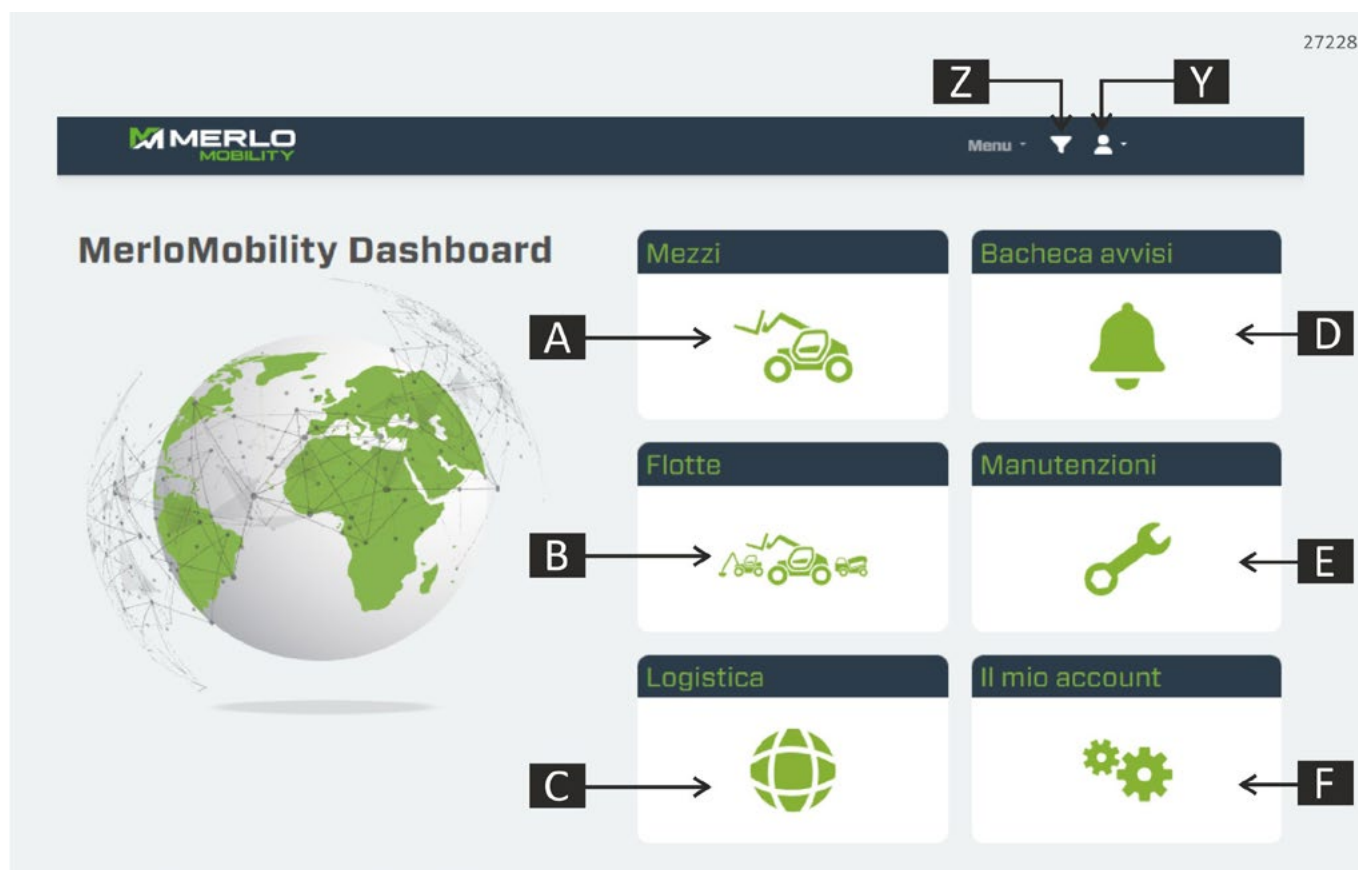 27228
Z
Y
MERLO
MOBILITY
Menu
MerloMobility Dashboard
Mezzi
Bacheca avvisi
A
D
Flotte
Manutenzioni
B
E
Logistica
Il mio account
C
F